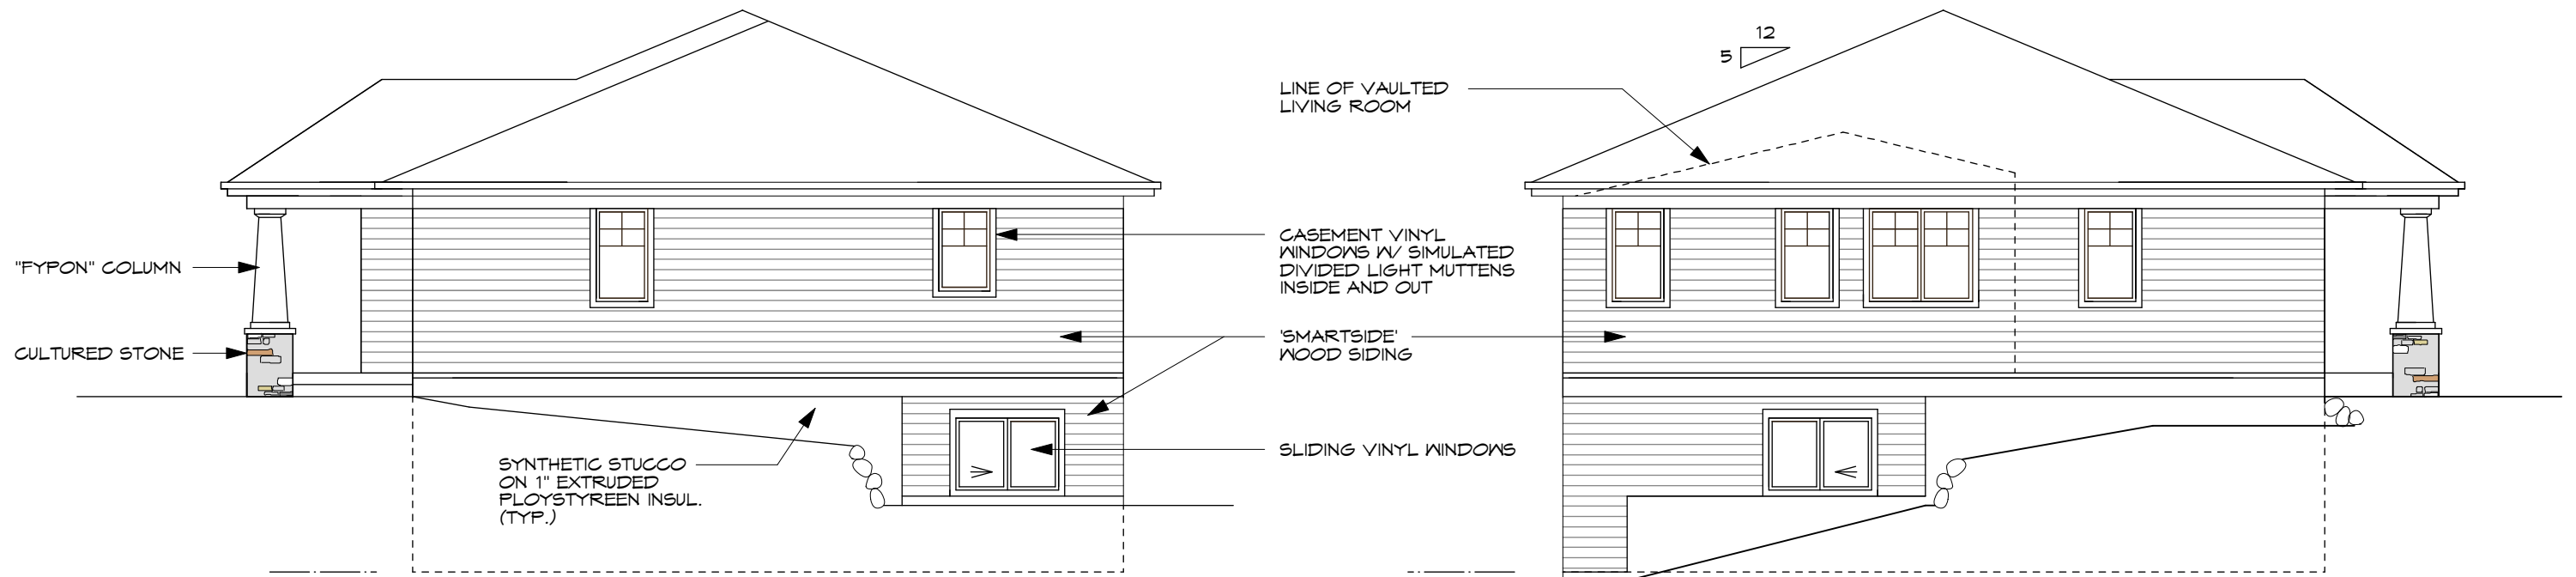 12
5
LINE OF VAULTED
LIVING ROOM
CASEMENT VINYL
WINDOWS W/ SIMULATED
DIVIDED LIGHT MUTTENS
INSIDE AND OUT
"FYPON" COLUMN
'SMARTSIDE'
WOOD SIDING
CULTURED STONE
SLIDING VINYL WINDOWS
SYNTHETIC STUCCO
ON 1" EXTRUDED
PLOYSTYREEN INSUL.
(TYP.)